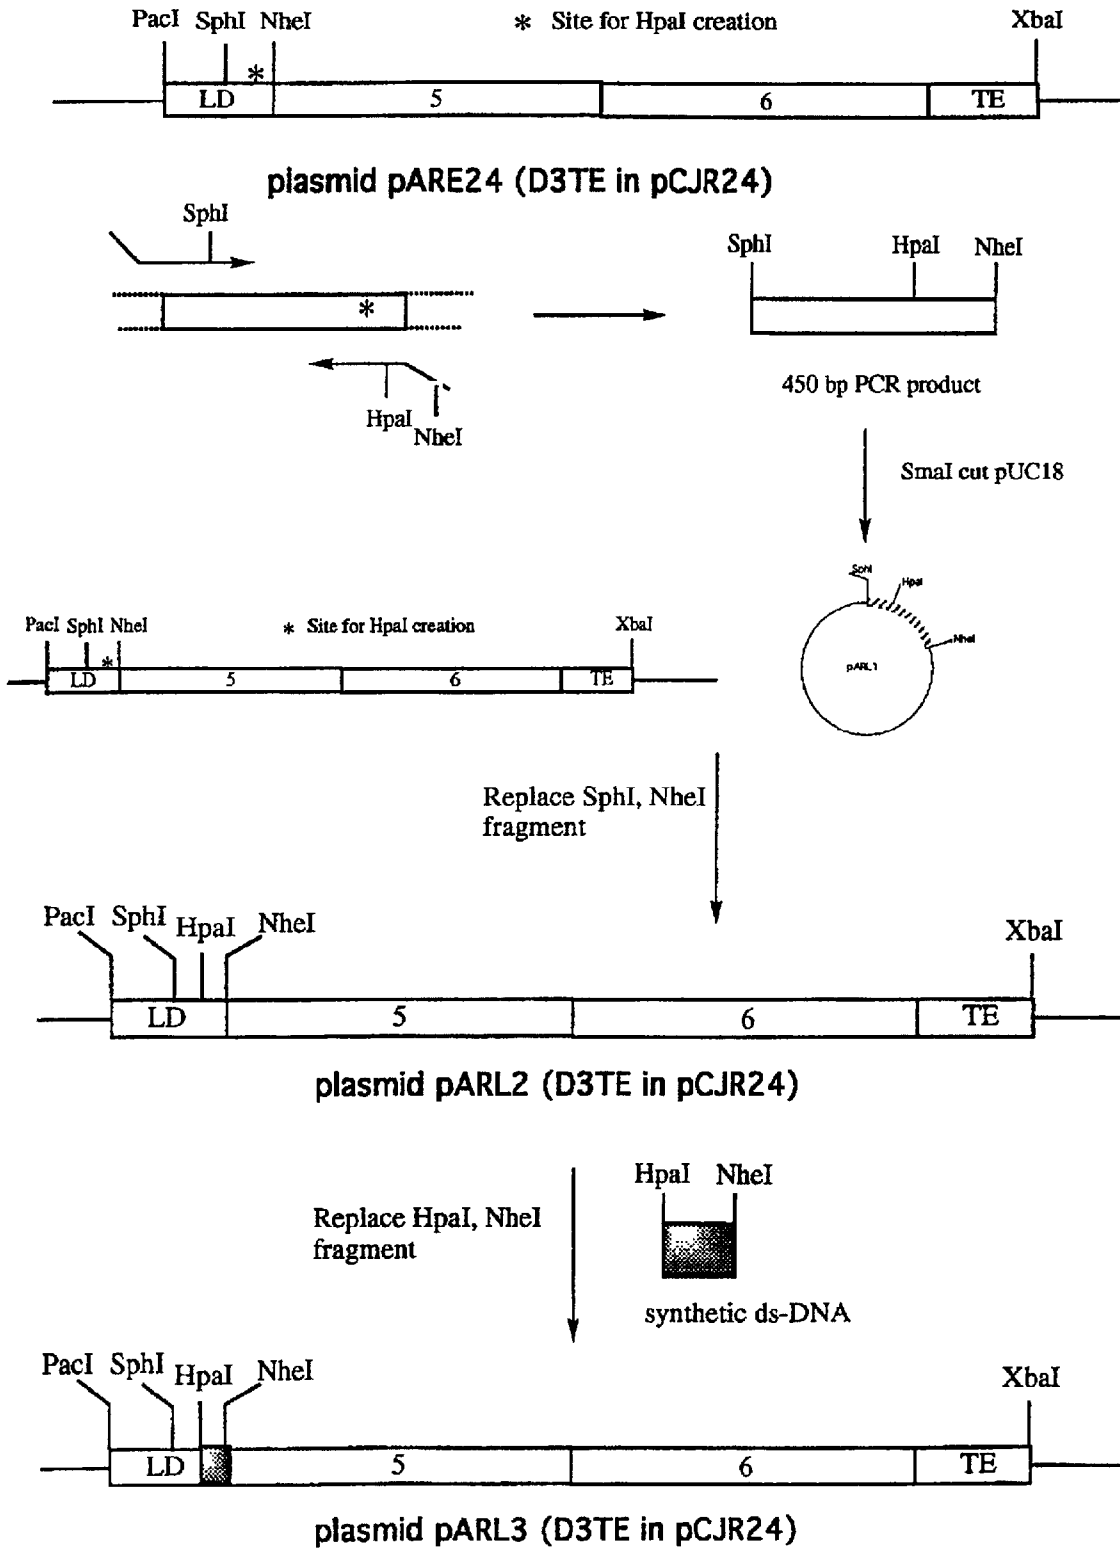 PacI SphI NheI
* Site for HpaI creation
XbaI
*
LD 5 6 TE
plasmid pARE24 (D3TE in pCJR24)
SphI
*
HpaI
NheI
SphI HpaI NheI
450 bp PCR product
SmaI cut pUC18
SphI
HpaI
NheI
pARL1
PacI SphI NheI
* Site for HpaI creation
XbaI
*
LD 5 6 TE
Replace SphI, NheI
fragment
PacI SphI HpaI NheI
XbaI
LD 5 6 TE
plasmid pARL2 (D3TE in pCJR24)
Replace HpaI, NheI
fragment
HpaI NheI
synthetic ds-DNA
PacI SphI HpaI NheI
XbaI
LD 5 6 TE
plasmid pARL3 (D3TE in pCJR24)